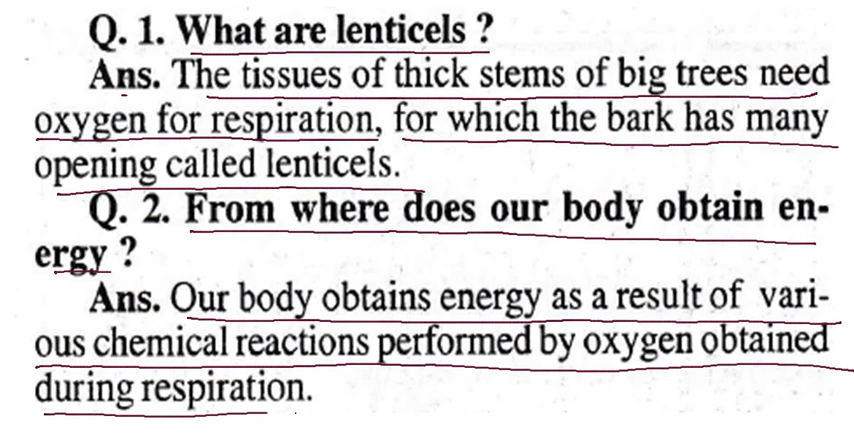 Q. 1. What are lenticels ?
Ans. The tissues of thick stems of big trees need
oxygen for respiration, for which the bark has many
opening called lenticels.
Q. 2. From where does our body obtain en-
ergy ?
Ans. Our body obtains energy as a result of vari-
ous chemical reactions performed by oxygen obtained
during respiration.